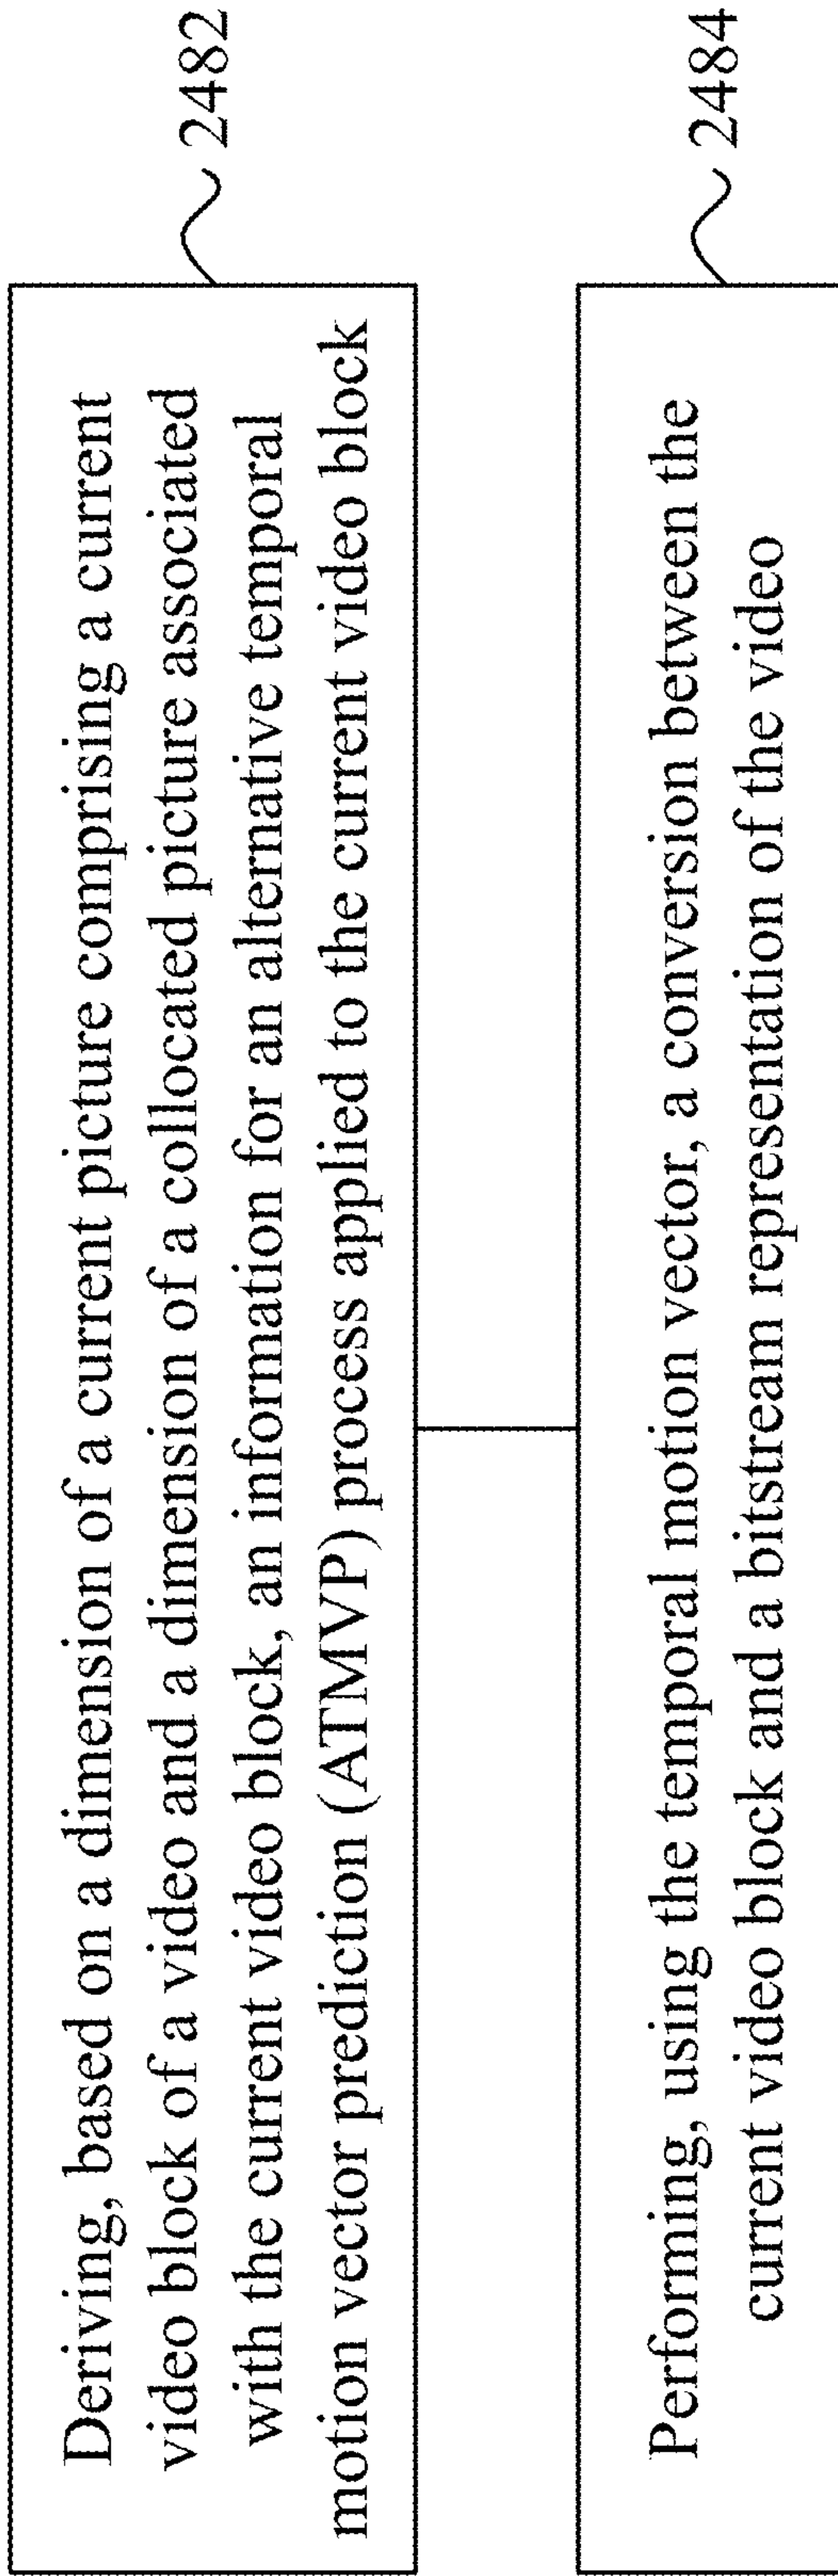 Deriving, based on a dimension of a current picture comprising a current
video block of a video and a dimension of a collocated picture associated
with the current video block, an information for an alternative temporal
motion vector prediction (ATMVP) process applied to the current video block
2482
Performing, using the temporal motion vector, a conversion between the
current video block and a bitstream representation of the video
2484